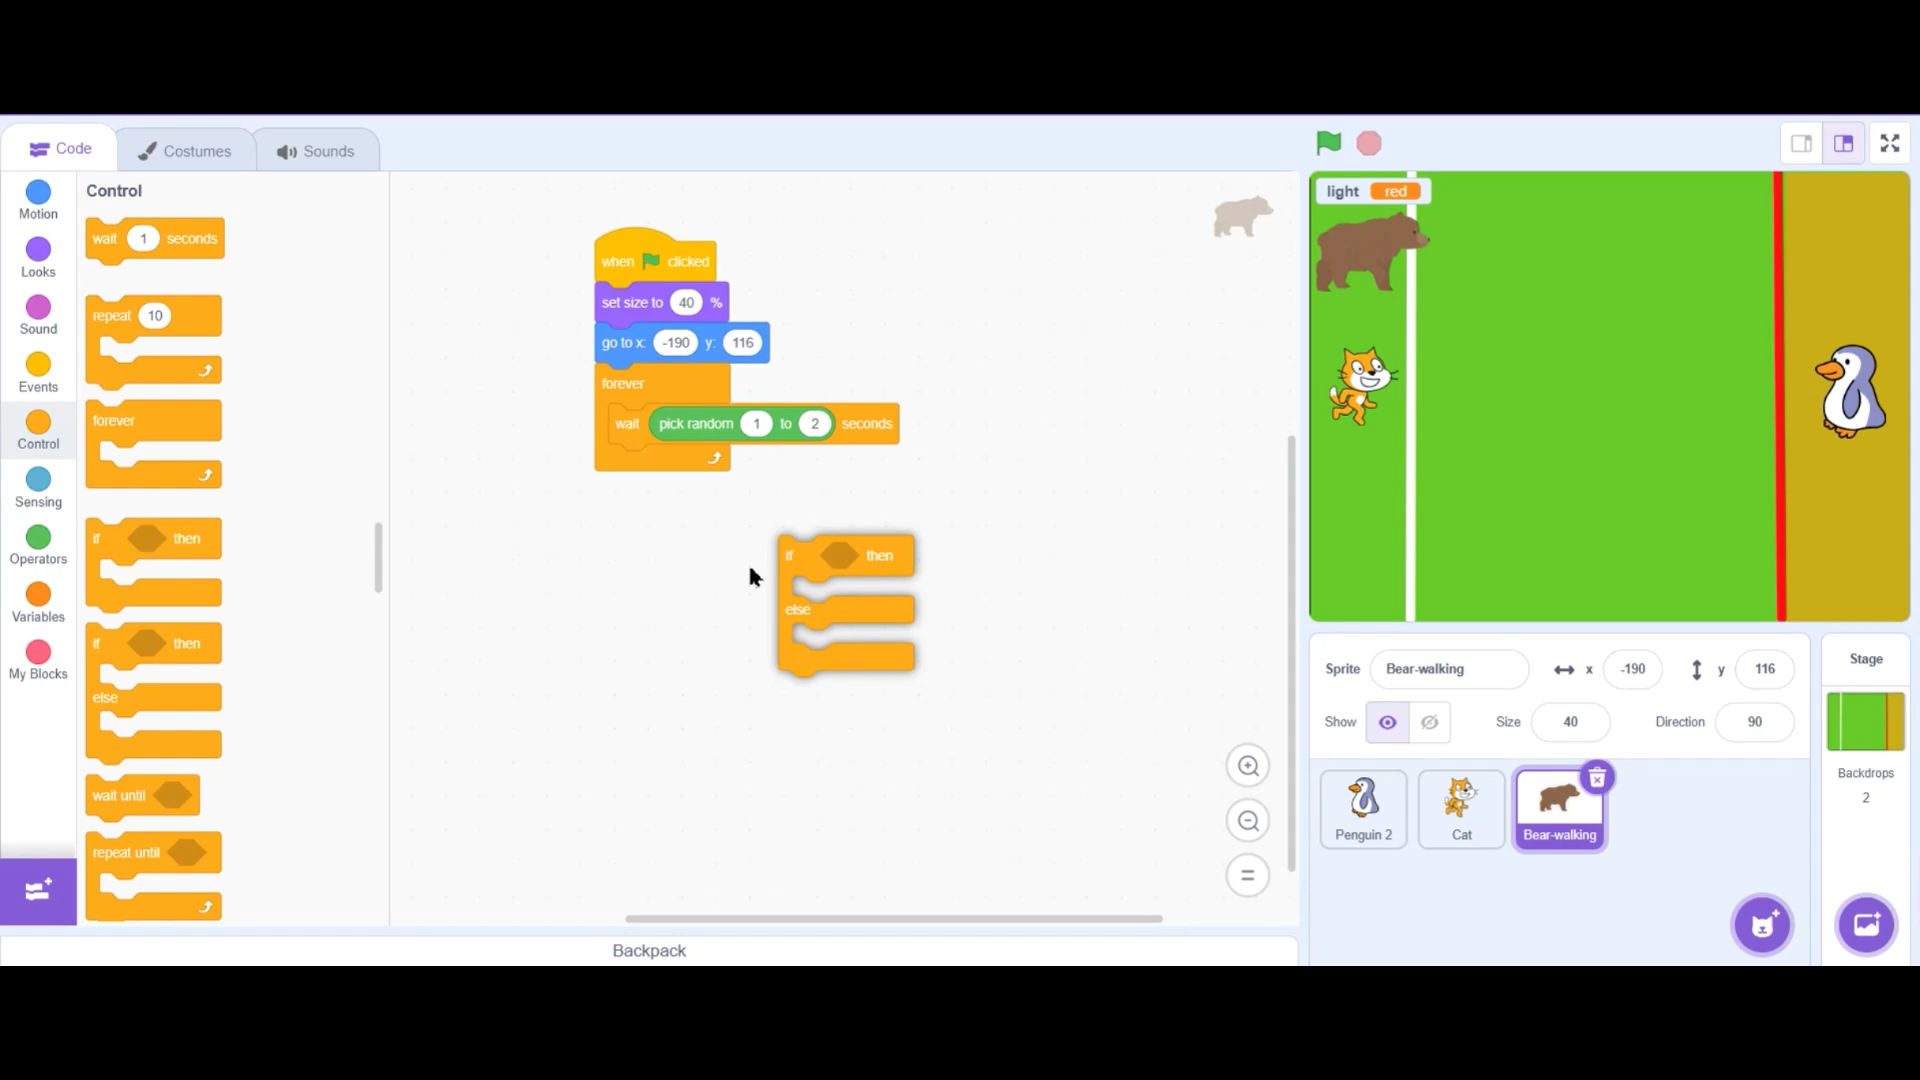 Code
Costumes
Sounds
Motion
Looks
Sound
Events
Control
Sensing
Operators
Variables
My Blocks
Control
wait 1 seconds
repeat 10
forever
if then
if then
else
wait until
repeat until
when clicked
set size to 40 %
go to x: -190 y: 116
forever
wait pick random 1 to 2 seconds
if then
else
=
Backpack
light red
Sprite Bear-walking x -190 y 116
Show Size 40 Direction 90
Penguin 2
Cat
Bear-walking
Stage
Backdrops
2